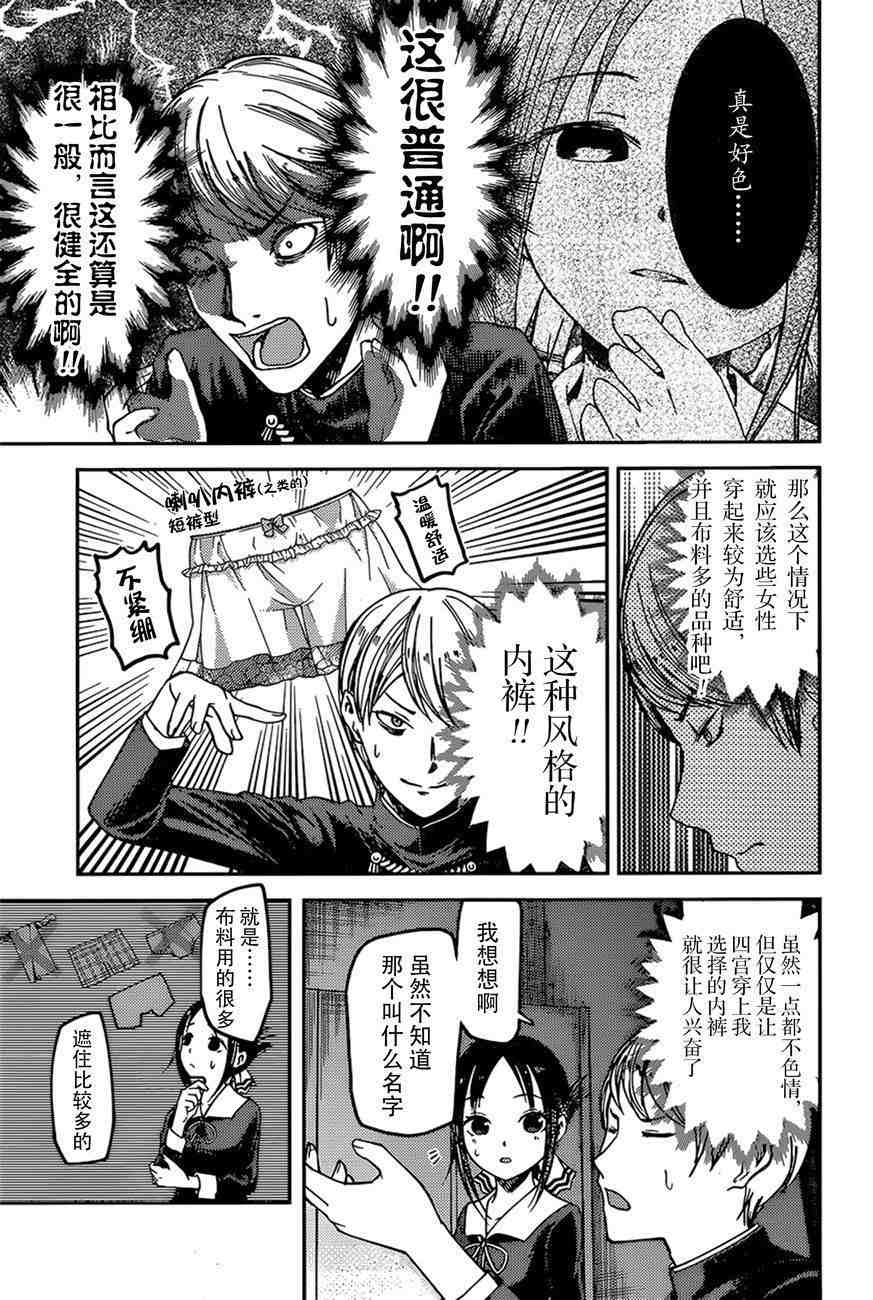 真是好色……
这很普通啊!!
相比而言这还算是
很一般,很健全的啊!!
那么这个情况下
就应该选些女性
穿起来较为舒适,
并且布料多的品种吧!
这种风格的
内裤!!
温暖舒适
喇叭内裤(之类的)
短裤型
不紧绷
虽然一点都不色情,
但仅仅是让
四宫穿上我
选择的内裤
就很让人兴奋了
我想想啊
虽然不知道
那个叫什么名字
就是……
布料用的很多
遮住比较多的